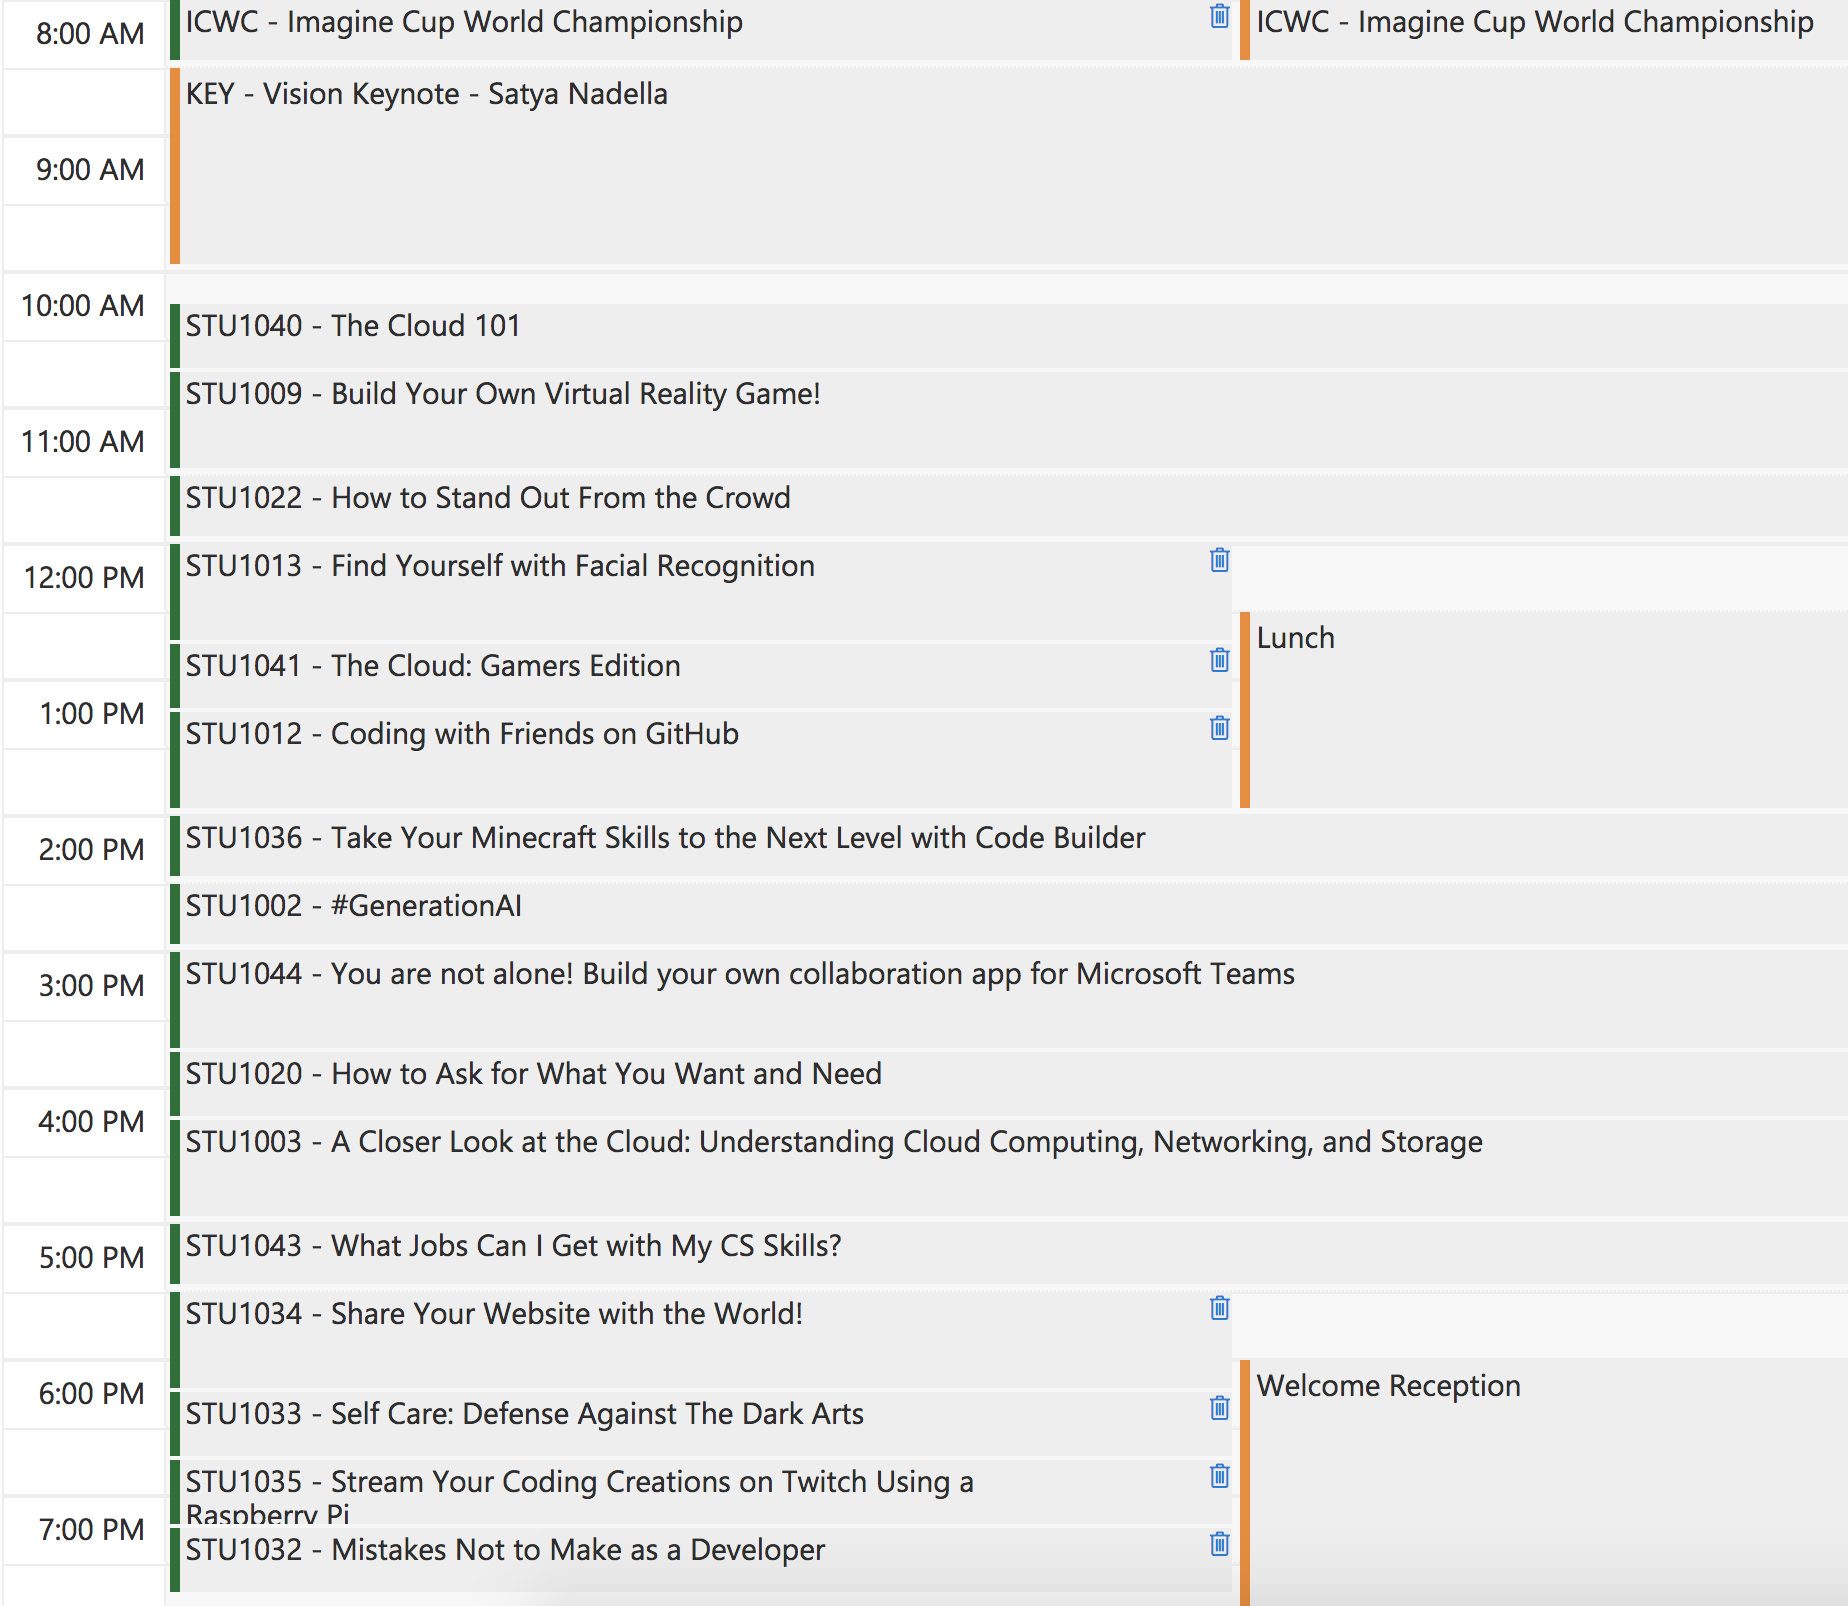 8:00 AM
ICWC - Imagine Cup World Championship
ICWC - Imagine Cup World Championship
KEY - Vision Keynote - Satya Nadella
9:00 AM
10:00 AM
STU1040 - The Cloud 101
STU1009 - Build Your Own Virtual Reality Game!
11:00 AM
STU1022 - How to Stand Out From the Crowd
12:00 PM
STU1013 - Find Yourself with Facial Recognition
Lunch
STU1041 - The Cloud: Gamers Edition
1:00 PM
STU1012 - Coding with Friends on GitHub
2:00 PM
STU1036 - Take Your Minecraft Skills to the Next Level with Code Builder
STU1002 - #GenerationAI
3:00 PM
STU1044 - You are not alone! Build your own collaboration app for Microsoft Teams
STU1020 - How to Ask for What You Want and Need
4:00 PM
STU1003 - A Closer Look at the Cloud: Understanding Cloud Computing, Networking, and Storage
5:00 PM
STU1043 - What Jobs Can I Get with My CS Skills?
STU1034 - Share Your Website with the World!
6:00 PM
Welcome Reception
STU1033 - Self Care: Defense Against The Dark Arts
STU1035 - Stream Your Coding Creations on Twitch Using a
Raspberry Pi
7:00 PM
STU1032 - Mistakes Not to Make as a Developer